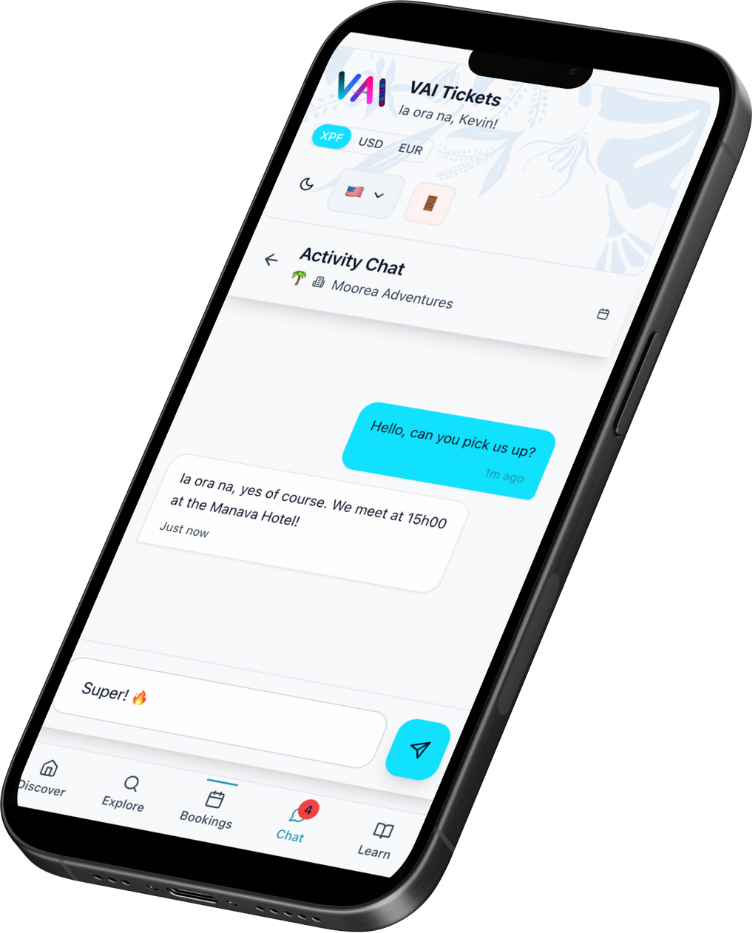 VAI
VAI Tickets
Ia ora na, Kevin!
XPF USD EUR
Activity Chat
Moorea Adventures
Hello, can you pick us up?
1m ago
Ia ora na, yes of course. We meet at 15h00
at the Manava Hotel!
Just now
Super! 🔥
Discover
Explore
Bookings
4
Chat
Learn